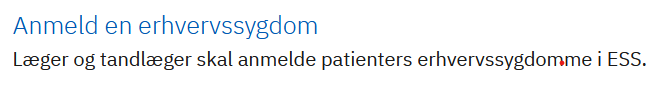 Anmeld en erhvervssygdom
Læger og tandlæger skal anmelde patienters erhvervssygdomme i ESS.